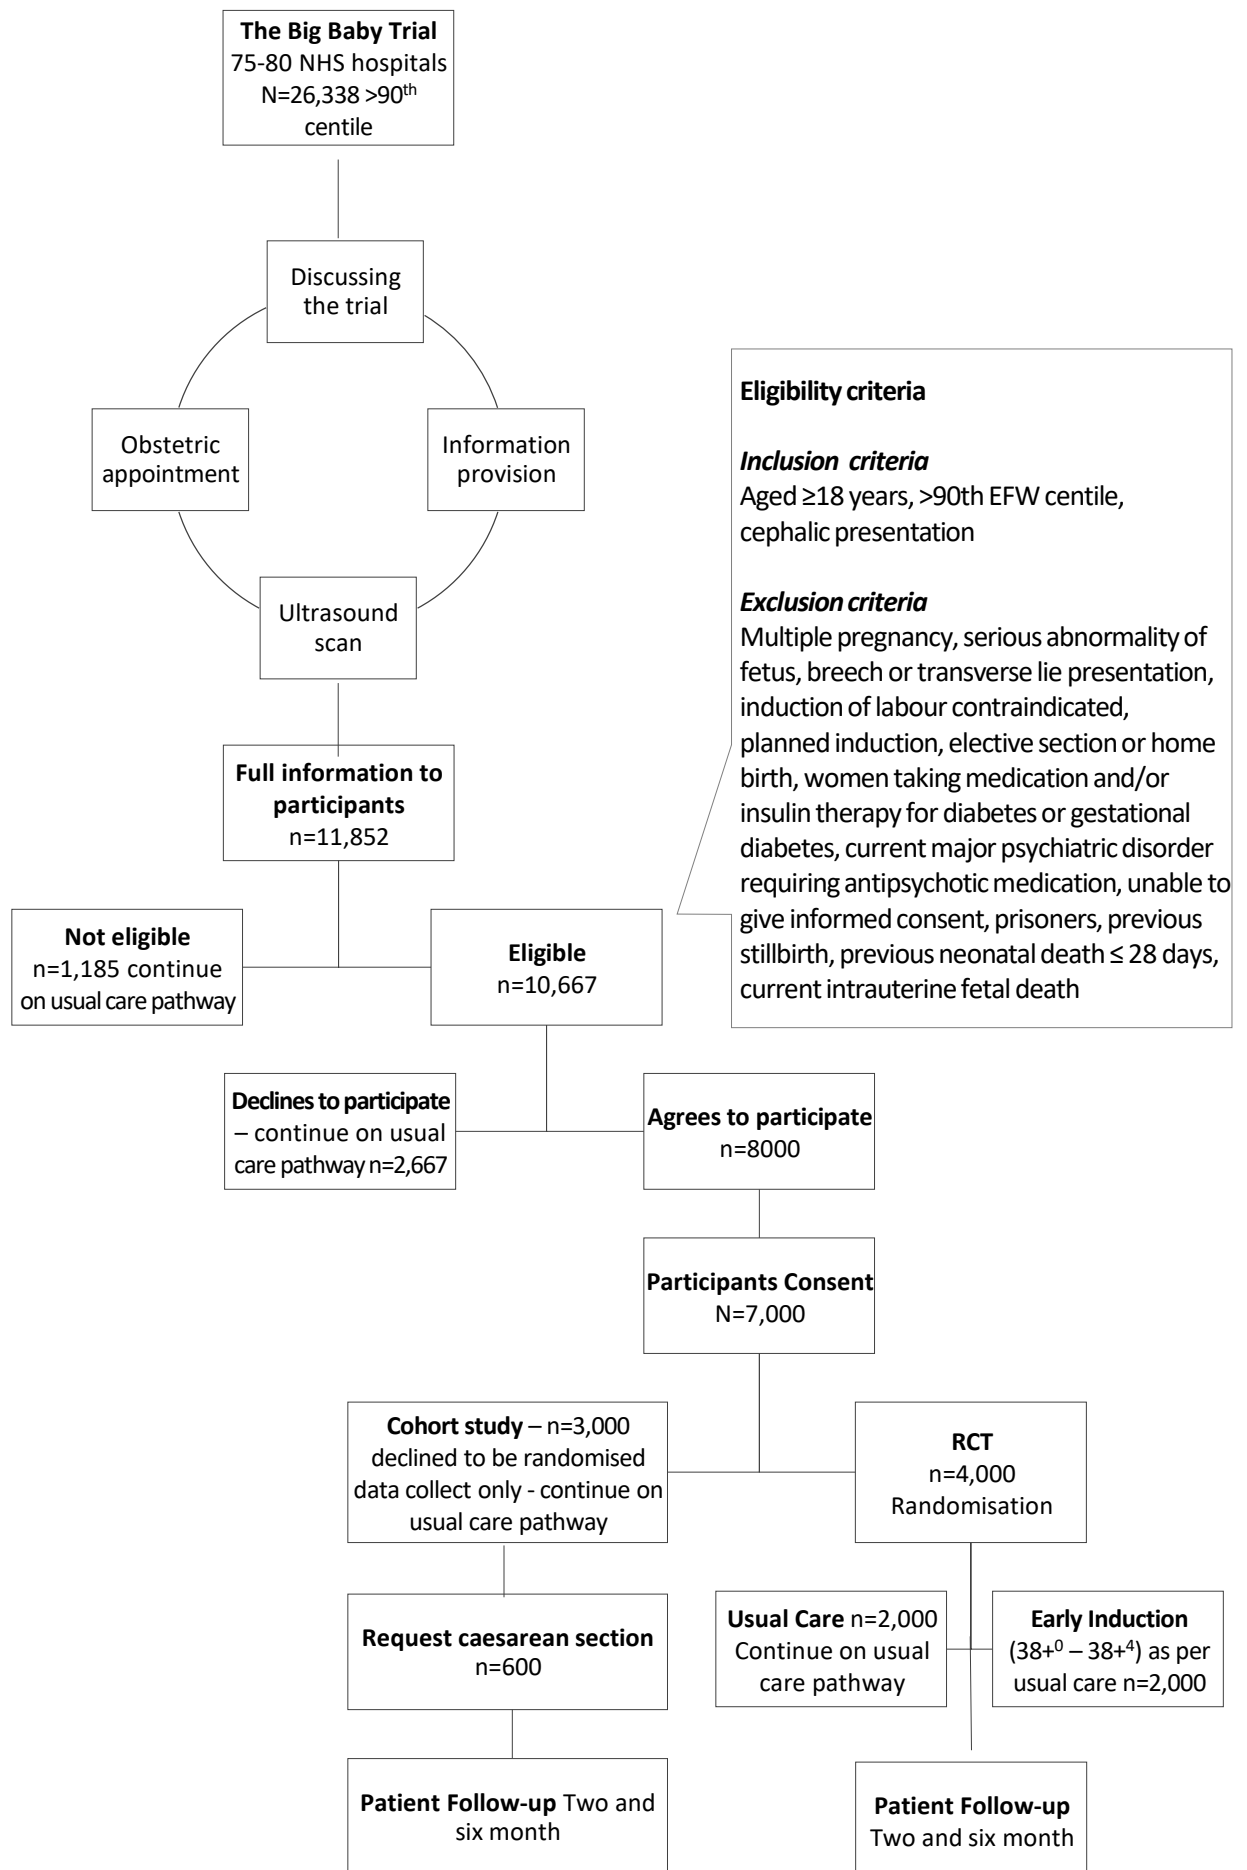 The Big Baby Trial
75-80 NHS hospitals
N=26,338 >90th
centile
Discussing
the trial
Obstetric
appointment
Information
provision
Ultrasound
scan
Eligibility criteria
Inclusion criteria
Aged ≥18 years, >90th EFW centile,
cephalic presentation
Exclusion criteria
Multiple pregnancy, serious abnormality of
fetus, breech or transverse lie presentation,
induction of labour contraindicated,
planned induction, elective section or home
birth, women taking medication and/or
insulin therapy for diabetes or gestational
diabetes, current major psychiatric disorder
requiring antipsychotic medication, unable to
give informed consent, prisoners, previous
stillbirth, previous neonatal death ≤ 28 days,
current intrauterine fetal death
Full information to
participants
n=11,852
Not eligible
n=1,185 continue
on usual care pathway
Eligible
n=10,667
Declines to participate
– continue on usual
care pathway n=2,667
Agrees to participate
n=8000
Participants Consent
N=7,000
Cohort study – n=3,000
declined to be randomised
data collect only - continue on
usual care pathway
RCT
n=4,000
Randomisation
Request caesarean section
n=600
Usual Care n=2,000
Continue on usual
care pathway
Early Induction
(38+⁰ – 38+⁴) as per
usual care n=2,000
Patient Follow-up Two and
six month
Patient Follow-up
Two and six month